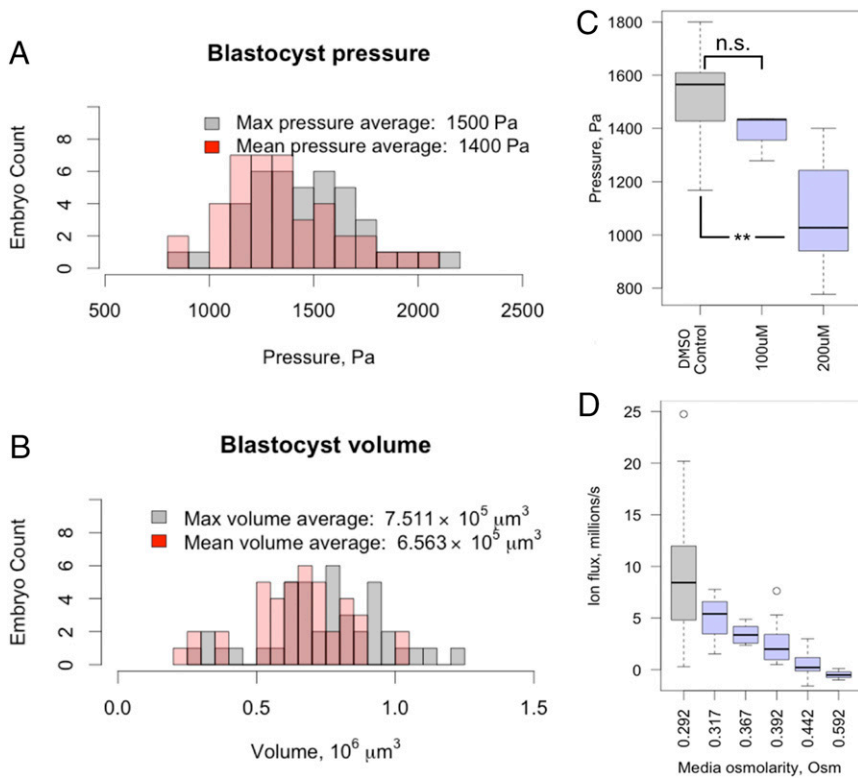 A
Blastocyst pressure
Embryo Count
8
6
4
2
0
Max pressure average: 1500 Pa
Mean pressure average: 1400 Pa
500
1000
1500
2000
2500
Pressure, Pa
B
Blastocyst volume
Embryo Count
8
6
4
2
0
Max volume average: 7.511 × 10⁵ μm³
Mean volume average: 6.563 × 10⁵ μm³
0.0
0.5
1.0
1.5
Volume, 10⁶ μm³
C
Pressure, Pa
1800
1600
1400
1200
1000
800
n.s.
**
DMSO
Control
100uM
200uM
D
Ion flux, millions/s
25
20
15
10
5
0
0.292
0.317
0.367
0.392
0.442
0.592
Media osmolarity, Osm